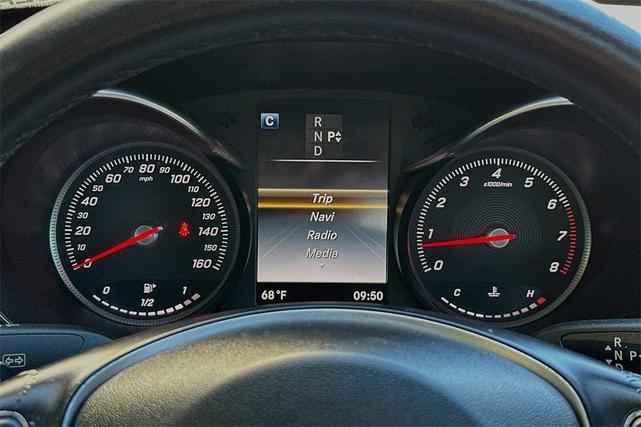 C
R
N P
D
Trip
Navi
Radio
Media
68°F 09:50
0 10 20 30 40 50 60 70 80 90 100 110 120 130 140 150 160
mph
0 1/2 1
0 1 2 3 4 5 6 7 8
x1000/min
C H
R
N P
D